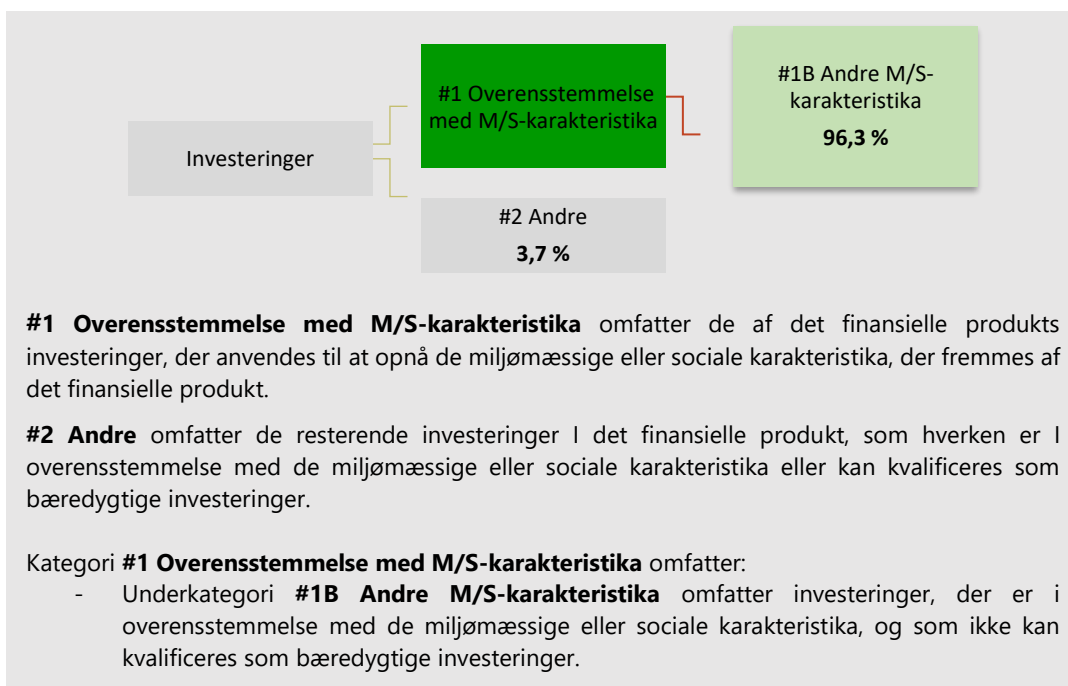 #1 Overensstemmelse
med M/S-karakteristika
#1B Andre M/S-
karakteristika
96,3 %
Investeringer
#2 Andre
3,7 %
#1 Overensstemmelse med M/S-karakteristika omfatter de af det finansielle produkts
investeringer, der anvendes til at opnå de miljømæssige eller sociale karakteristika, der fremmes af
det finansielle produkt.
#2 Andre omfatter de resterende investeringer I det finansielle produkt, som hverken er I
overensstemmelse med de miljømæssige eller sociale karakteristika eller kan kvalificeres som
bæredygtige investeringer.
Kategori #1 Overensstemmelse med M/S-karakteristika omfatter:
- Underkategori #1B Andre M/S-karakteristika omfatter investeringer, der er i
overensstemmelse med de miljømæssige eller sociale karakteristika, og som ikke kan
kvalificeres som bæredygtige investeringer.